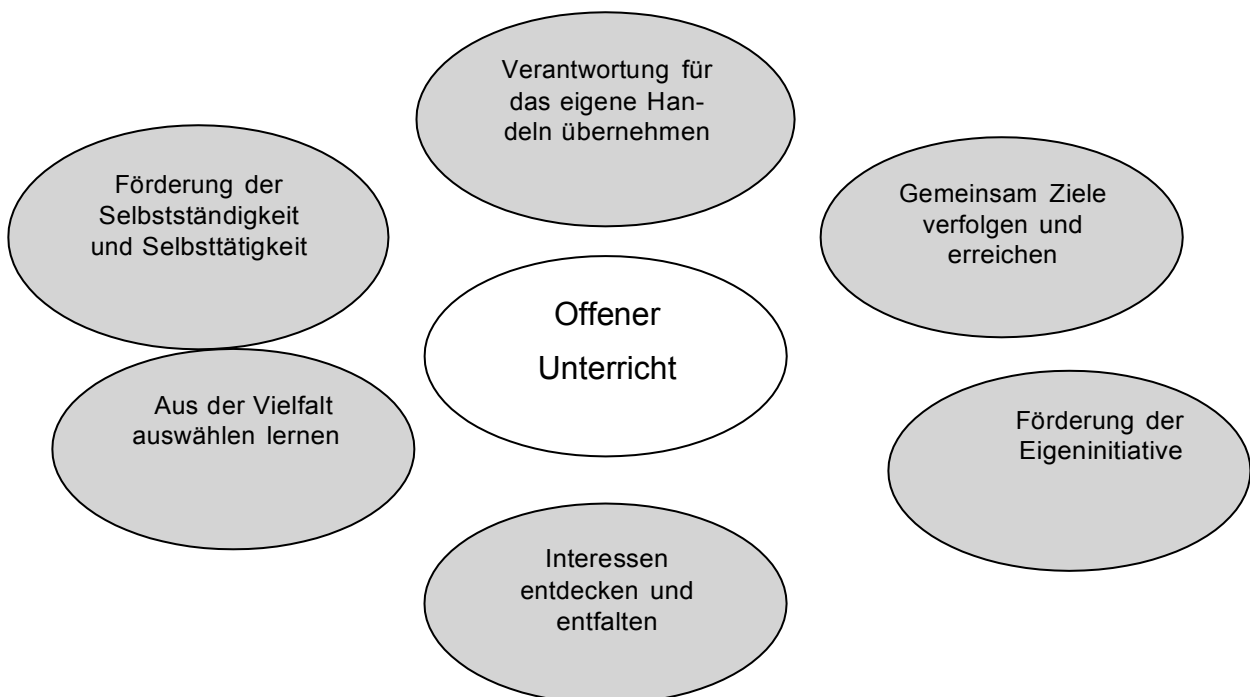 Verantwortung für
das eigene Han-
deln übernehmen
Förderung der
Selbstständigkeit
und Selbsttätigkeit
Gemeinsam Ziele
verfolgen und
erreichen
Offener
Unterricht
Aus der Vielfalt
auswählen lernen
Förderung der
Eigeninitiative
Interessen
entdecken und
entfalten